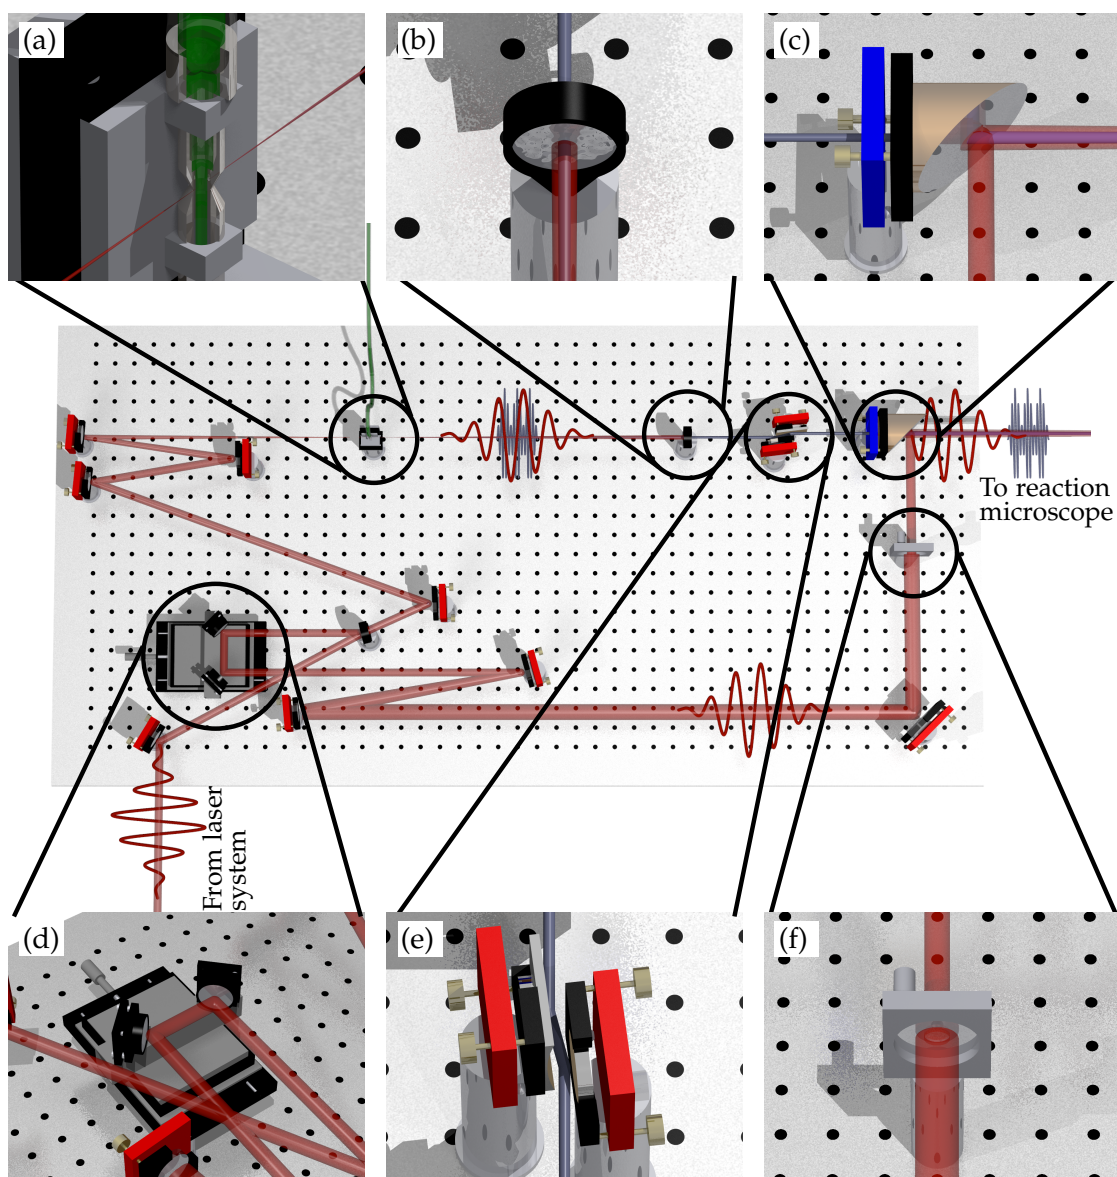 (a)
(b)
(c)
To reaction
microscope
From laser
system
(d)
(e)
(f)